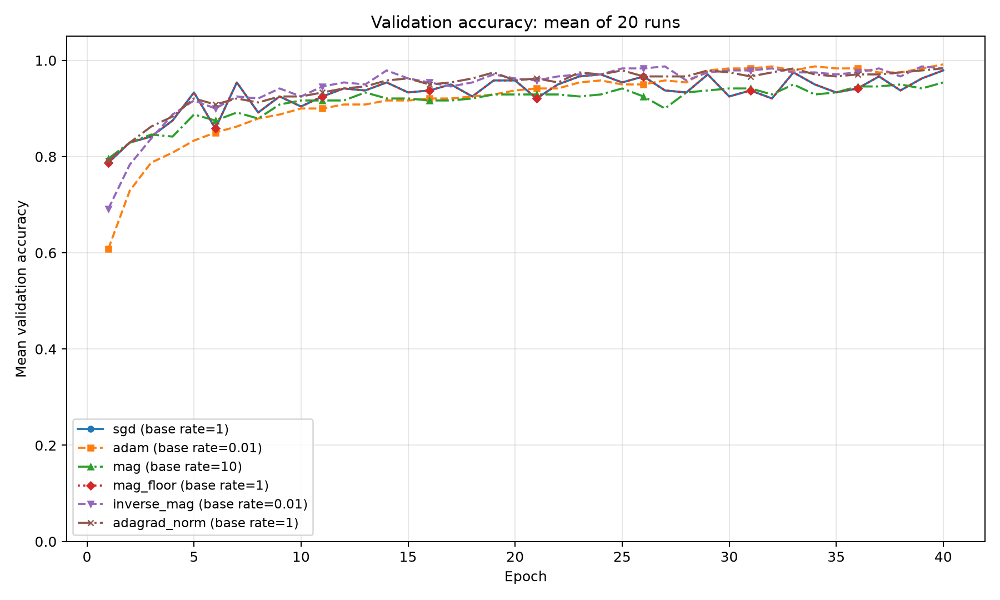 Validation accuracy: mean of 20 runs
1.0
0.8
0.6
0.4
0.2
0.0
Mean validation accuracy
sgd (base rate=1)
adam (base rate=0.01)
mag (base rate=10)
mag_floor (base rate=1)
inverse_mag (base rate=0.01)
adagrad_norm (base rate=1)
0 5 10 15 20 25 30 35 40
Epoch